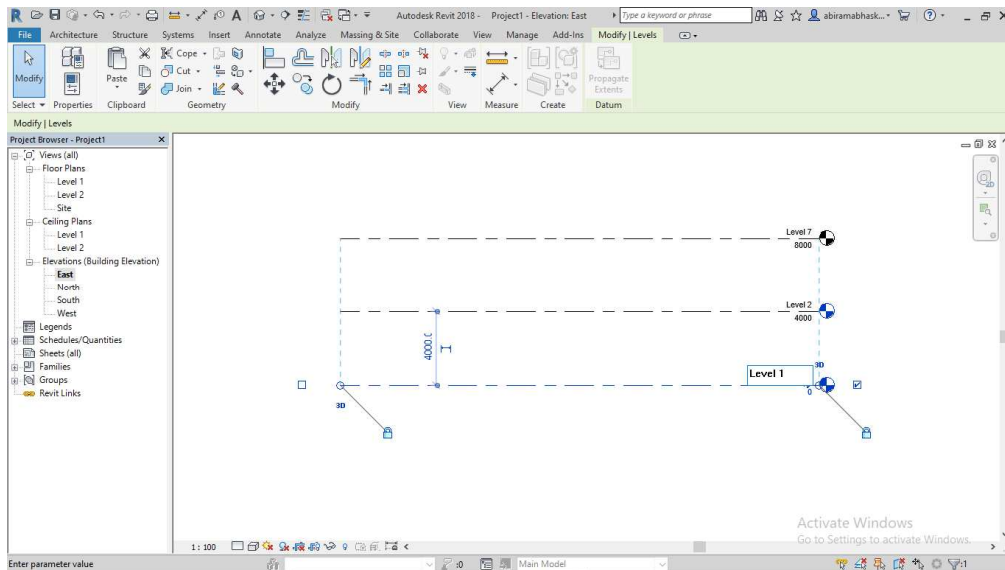 Autodesk Revit 2018 - Project1 - Elevation: East
Type a keyword or phrase
abiramabhask...
File Architecture Structure Systems Insert Annotate Analyze Massing & Site Collaborate View Manage Add-Ins Modify | Levels
Modify
Paste
Cope
Cut
Join
Propagate
Extents
Select Properties Clipboard Geometry Modify View Measure Create Datum
Modify | Levels
Project Browser - Project1
Views (all)
Floor Plans
Level 1
Level 2
Site
Ceiling Plans
Level 1
Level 2
Elevations (Building Elevation)
East
North
South
West
Legends
Schedules/Quantities
Sheets (all)
Families
Groups
Revit Links
2D
Level 7
8000
Level 2
4000
4000.0
3D
Level 1
0
3D
Activate Windows
Go to Settings to activate Windows.
1 : 100
Enter parameter value
:0
Main Model
:1